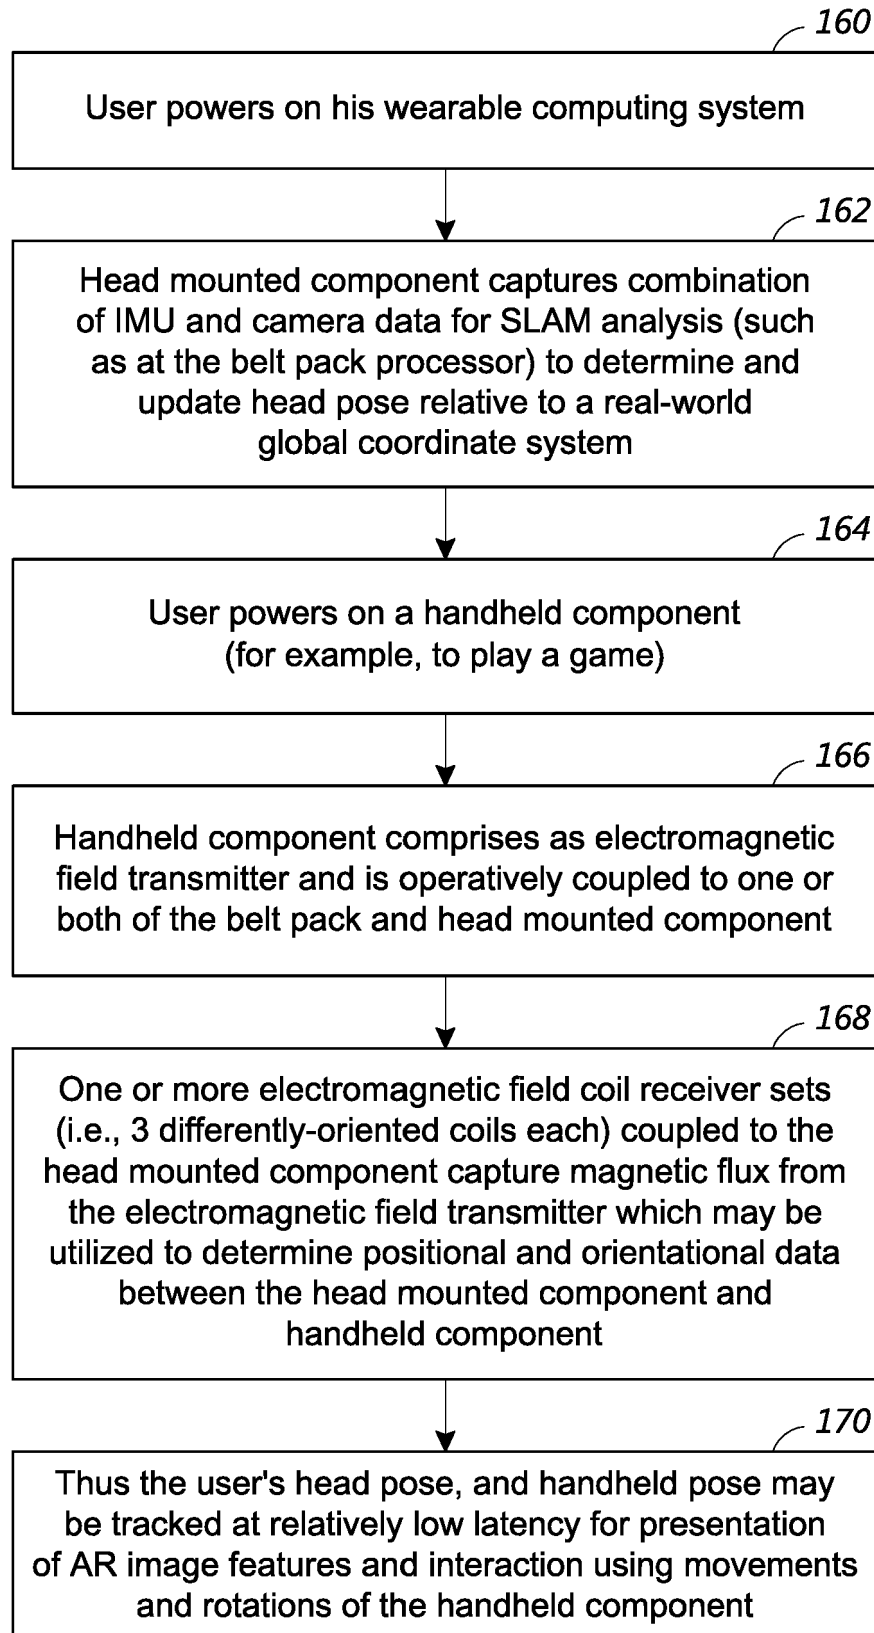 160
User powers on his wearable computing system
162
Head mounted component captures combination
of IMU and camera data for SLAM analysis (such
as at the belt pack processor) to determine and
update head pose relative to a real-world
global coordinate system
164
User powers on a handheld component
(for example, to play a game)
166
Handheld component comprises as electromagnetic
field transmitter and is operatively coupled to one or
both of the belt pack and head mounted component
168
One or more electromagnetic field coil receiver sets
(i.e., 3 differently-oriented coils each) coupled to the
head mounted component capture magnetic flux from
the electromagnetic field transmitter which may be
utilized to determine positional and orientational data
between the head mounted component and
handheld component
170
Thus the user's head pose, and handheld pose may
be tracked at relatively low latency for presentation
of AR image features and interaction using movements
and rotations of the handheld component